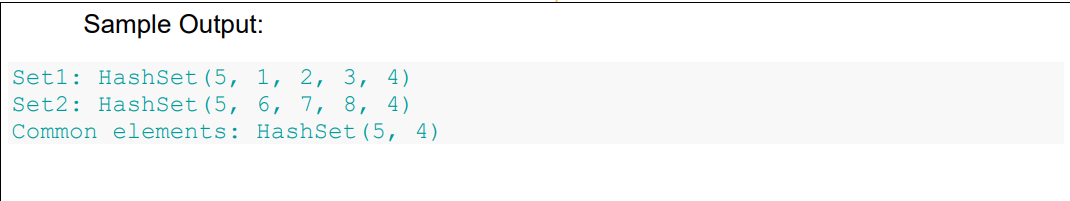 Sample Output:
Set1: HashSet(5, 1, 2, 3, 4)
Set2: HashSet(5, 6, 7, 8, 4)
Common elements: HashSet(5, 4)